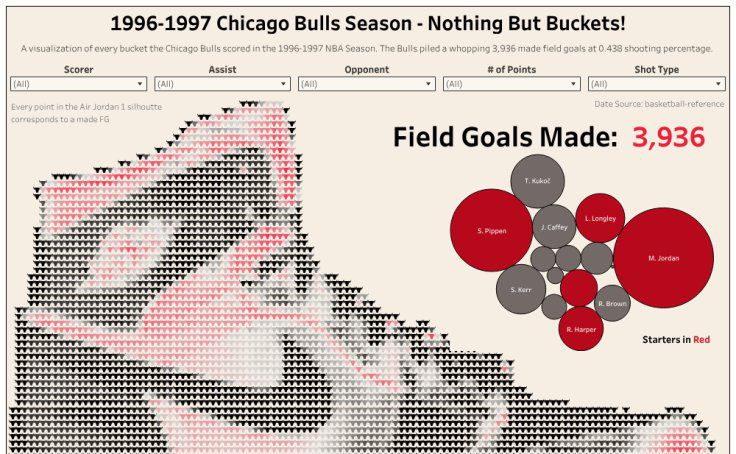 1996-1997 Chicago Bulls Season - Nothing But Buckets!
A visualization of every bucket the Chicago Bulls scored in the 1996-1997 NBA Season. The Bulls piled a whopping 3,936 made field goals at 0.438 shooting percentage.
Scorer Assist Opponent # of Points Shot Type
(All) (All) (All) (All) (All)
Every point in the Air Jordan 1 silhoutte
corresponds to a made FG
Date Source: basketball-reference
Field Goals Made: 3,936
T. Kukoč
L. Longley
J. Caffey
S. Pippen
M. Jordan
S. Kerr
R. Brown
R. Harper
Starters in Red